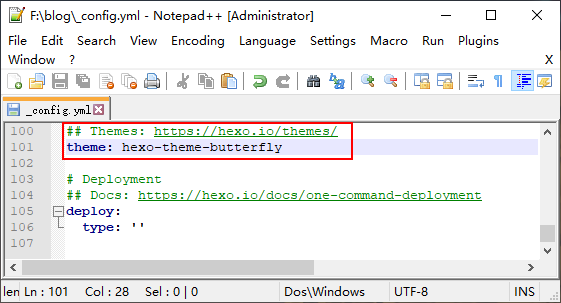 F:\blog\_config.yml - Notepad++ [Administrator]
File Edit Search View Encoding Language Settings Macro Run Plugins
Window ? X
_config.yml
100 ## Themes: https://hexo.io/themes/
101 theme: hexo-theme-butterfly
102
103 # Deployment
104 ## Docs: https://hexo.io/docs/one-command-deployment
105 deploy:
106 type: ''
107
len Ln : 101 Col : 28 Sel : 0 | 0 Dos\Windows UTF-8 INS